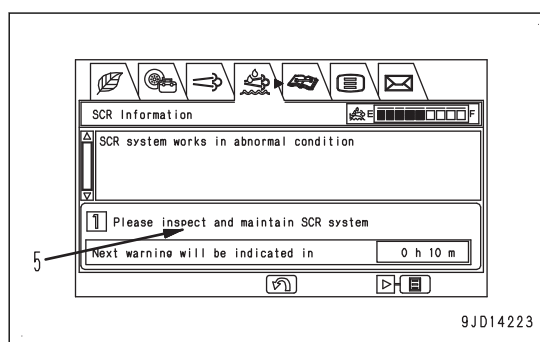 SCR Information
E F
SCR system works in abnormal condition
1 Please inspect and maintain SCR system
5
Next warning will be indicated in 0 h 10 m
9JD14223